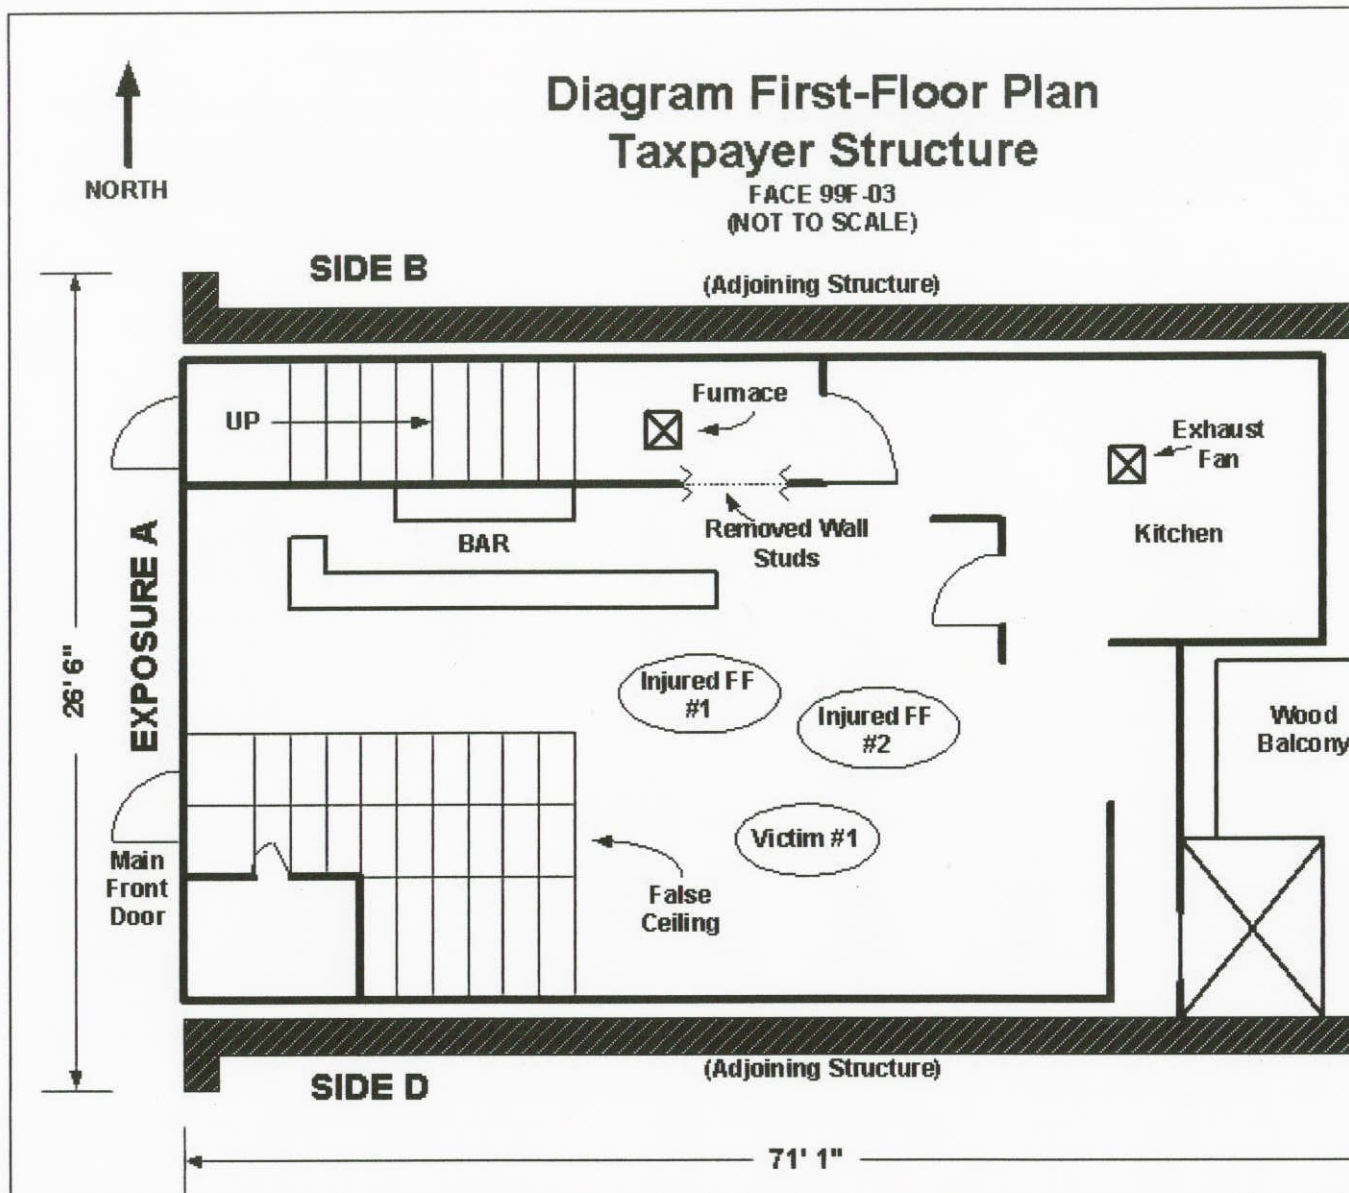 Diagram First-Floor Plan
Taxpayer Structure
FACE 99F-03
(NOT TO SCALE)
NORTH
SIDE B
(Adjoining Structure)
UP
Furnace
Exhaust
Fan
BAR
Removed Wall
Studs
Kitchen
EXPOSURE A
26' 6"
Injured FF
#1
Injured FF
#2
Wood
Balcony
Victim #1
Main
Front
Door
False
Ceiling
SIDE D
(Adjoining Structure)
71' 1"